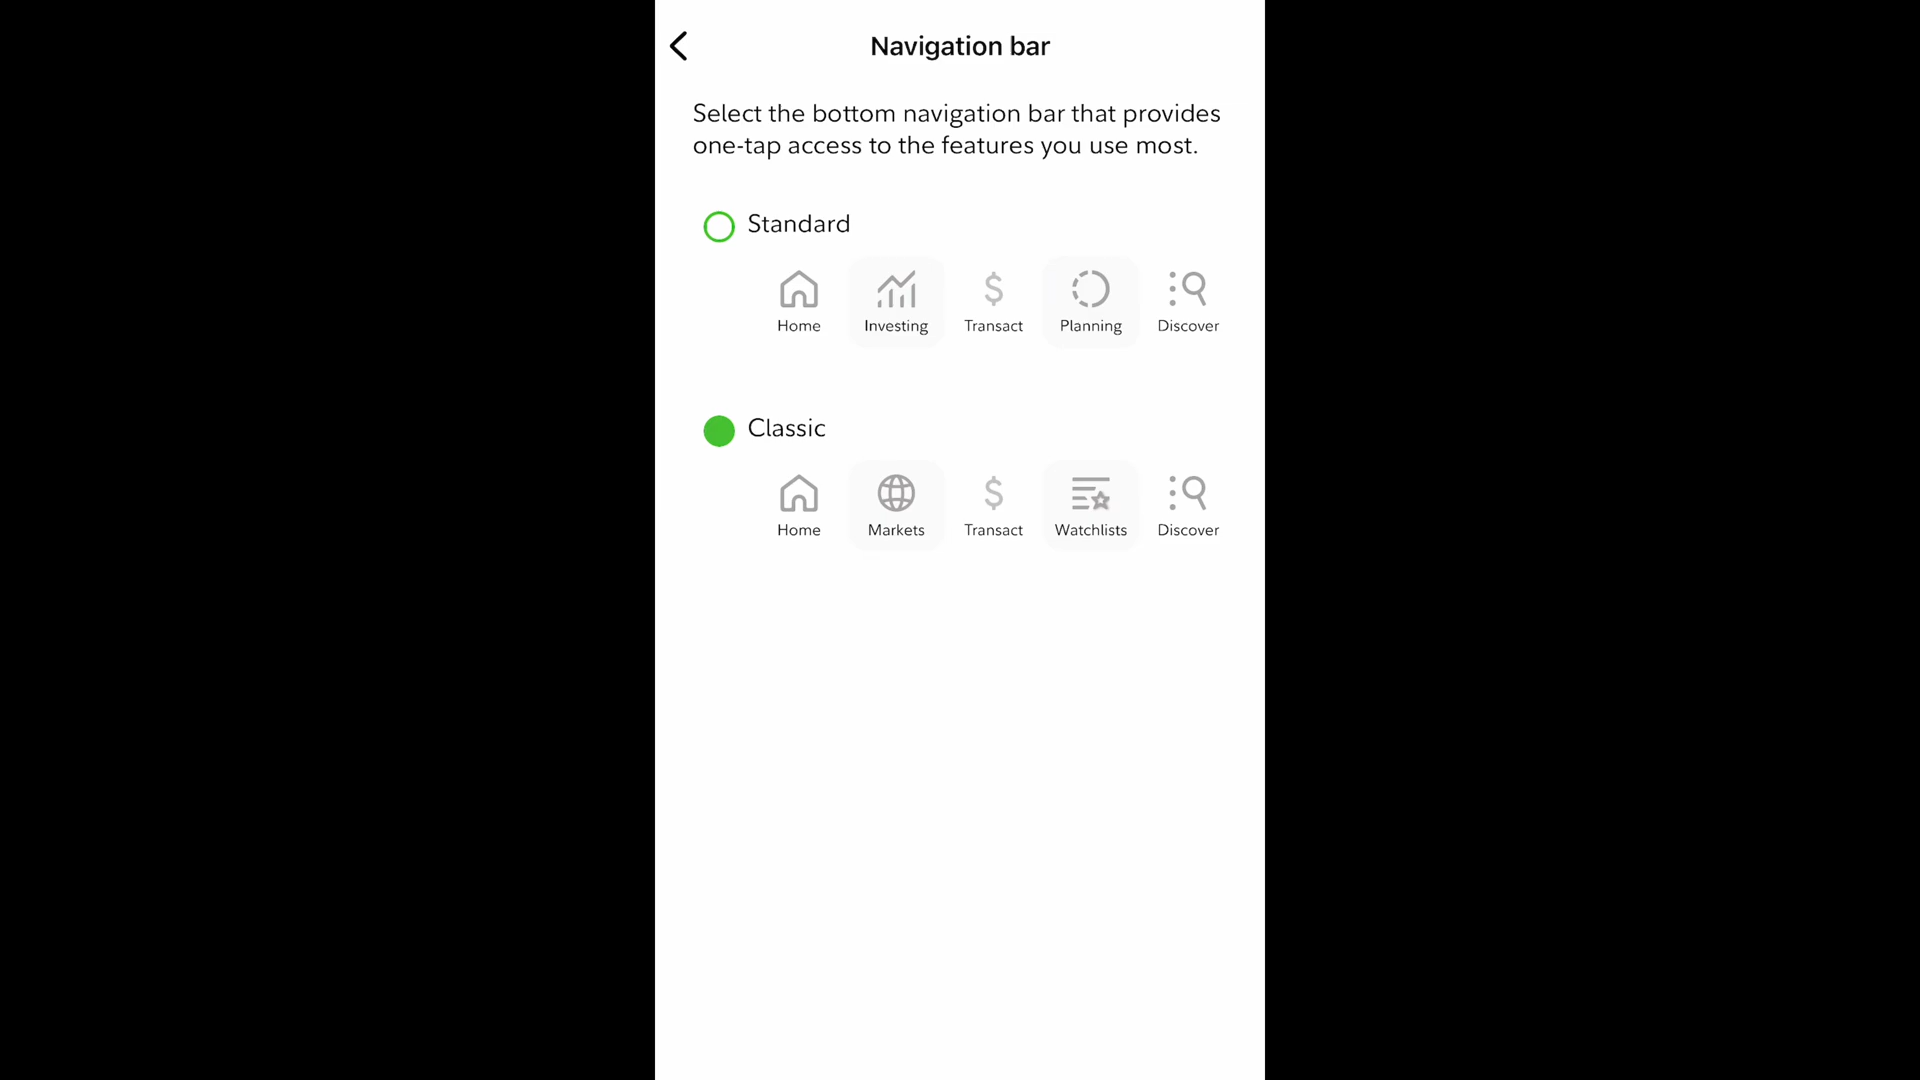 Navigation bar
Select the bottom navigation bar that provides
one-tap access to the features you use most.
Standard
Home Investing Transact Planning Discover
Classic
Home Markets Transact Watchlists Discover